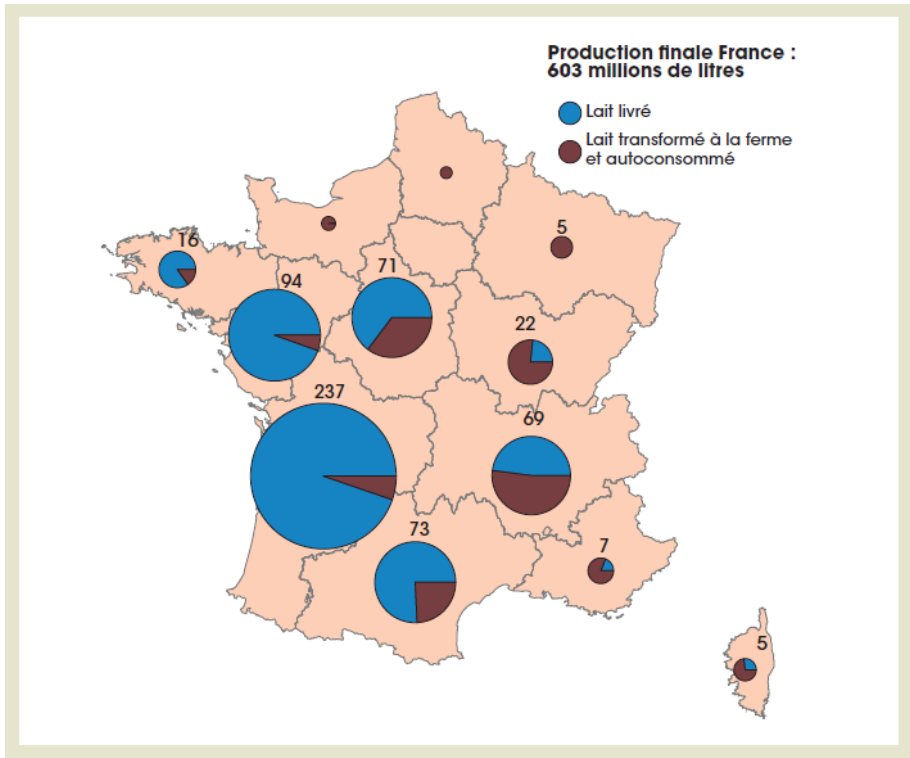 Production finale France :
603 millions de litres
Lait livré
Lait transformé à la ferme
et autoconsommé
5
16
71
94
22
237
69
73
7
5